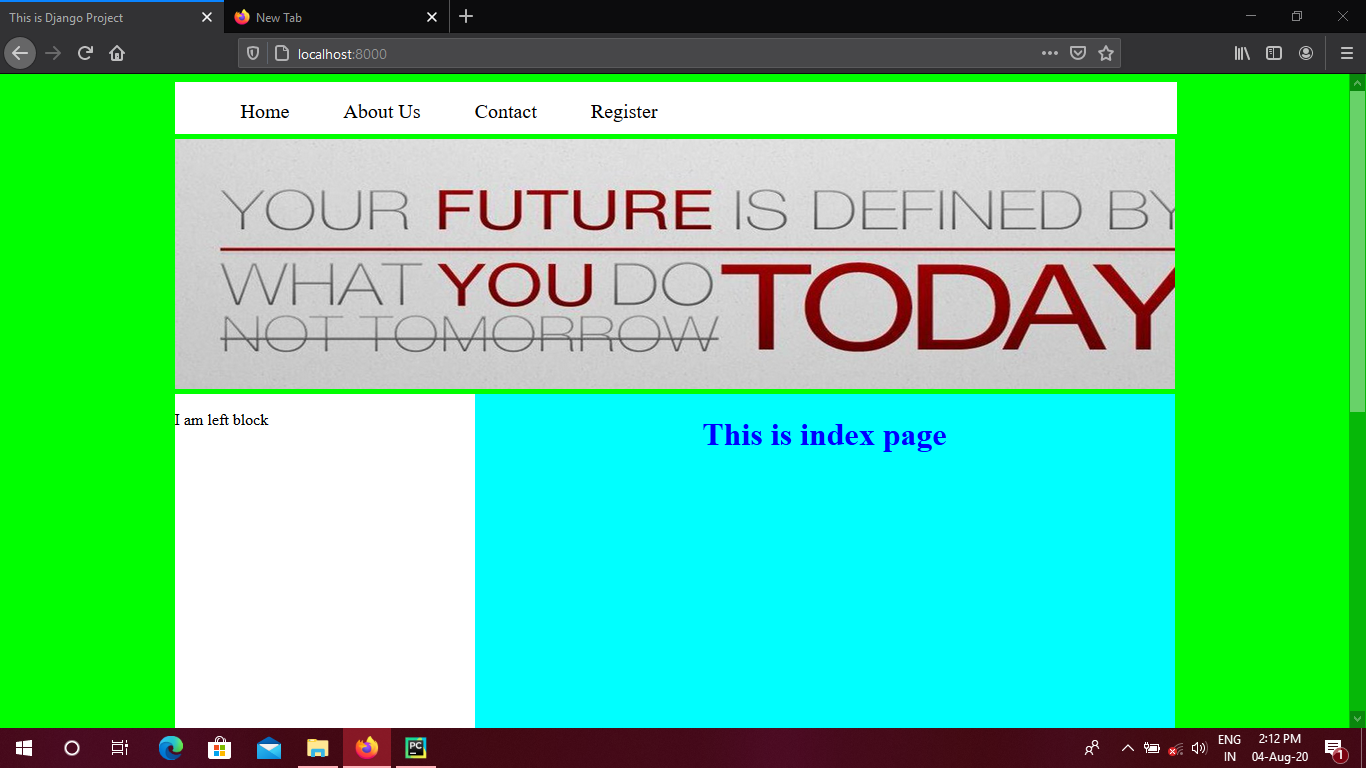 This is Django Project
New Tab
localhost:8000
Home About Us Contact Register
YOUR FUTURE IS DEFINED BY
WHAT YOU DO TODAY
NOT TOMORROW
I am left block
This is index page
PC
ENG
IN
2:12 PM
04-Aug-20
1